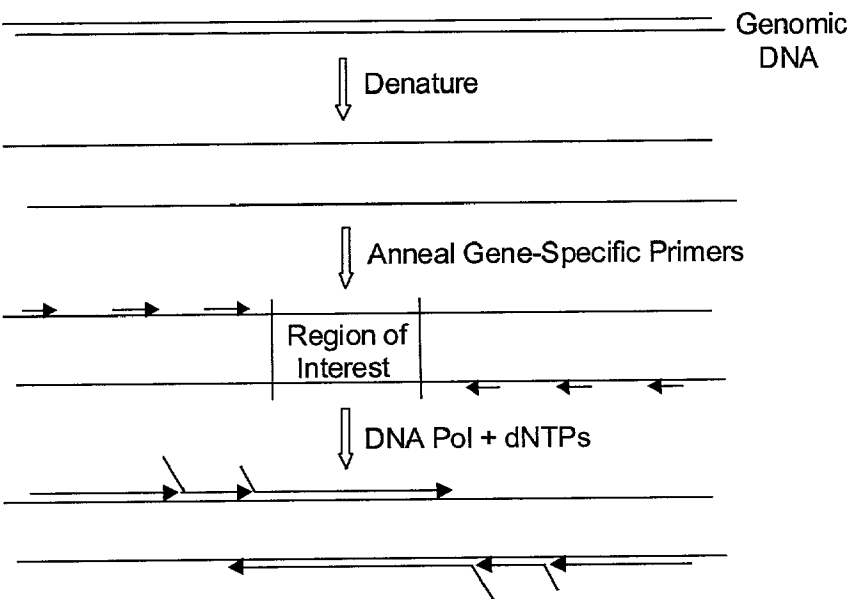 Genomic
DNA
Denature
Anneal Gene-Specific Primers
Region of
Interest
DNA Pol + dNTPs